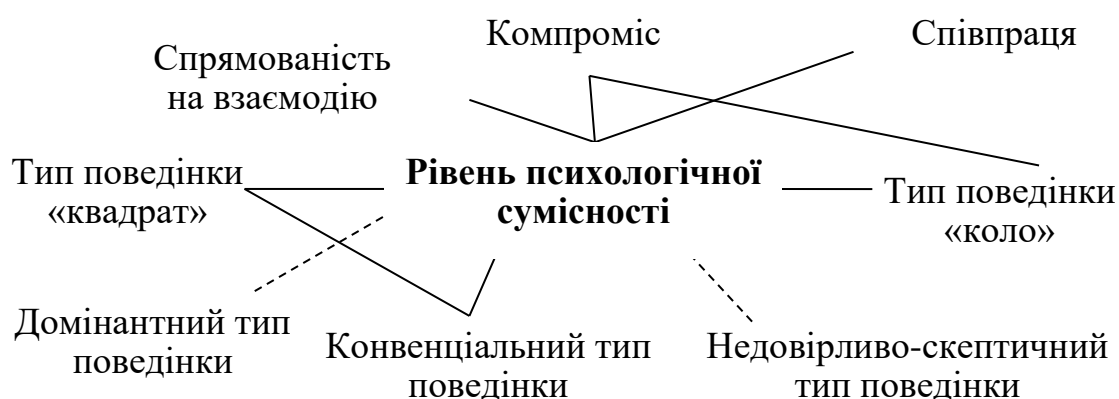 Спрямованість
на взаємодію
Компроміс
Співпраця
Тип поведінки
«квадрат»
Рівень психологічної
сумісності
Тип поведінки
«коло»
Домінантний тип
поведінки
Конвенціальний тип
поведінки
Недовірливо-скептичний
тип поведінки